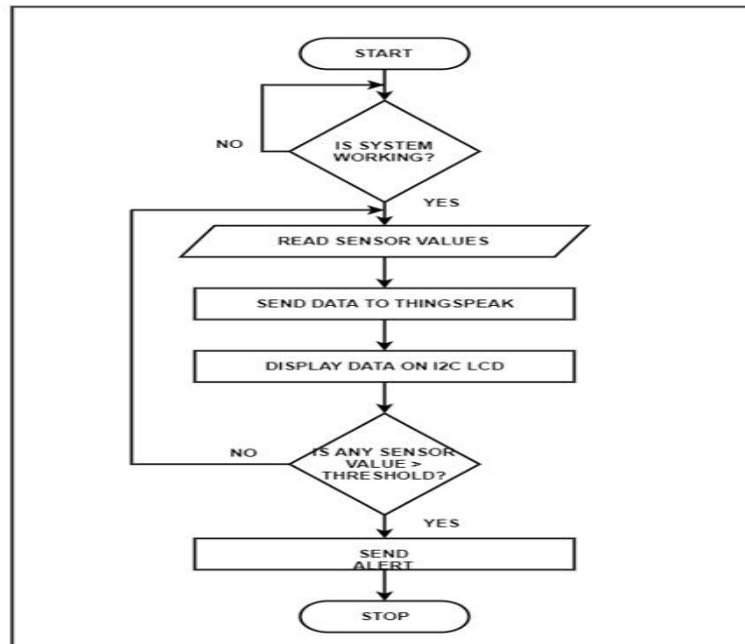 START
NO
IS SYSTEM
WORKING?
YES
READ SENSOR VALUES
SEND DATA TO THINGSPEAK
DISPLAY DATA ON I2C LCD
NO
IS ANY SENSOR
VALUE >
THRESHOLD?
YES
SEND
ALERT
STOP